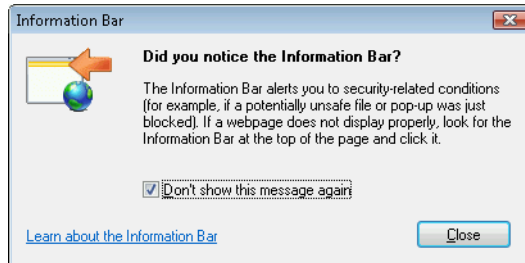 Information Bar
Did you notice the Information Bar?
The Information Bar alerts you to security-related conditions
(for example, if a potentially unsafe file or pop-up was just
blocked). If a webpage does not display properly, look for the
Information Bar at the top of the page and click it.
Don't show this message again
Learn about the Information Bar
Close